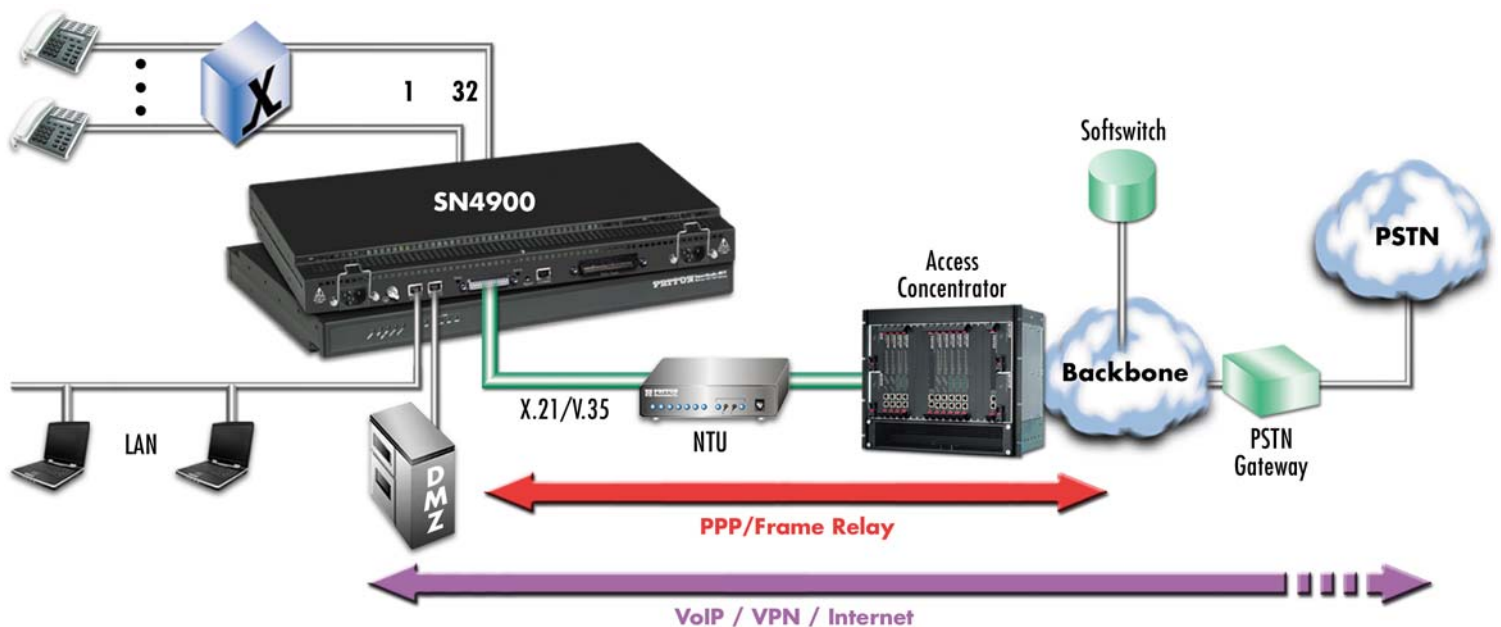 X
1 32
SN4900
PATTON
Softswitch
PSTN
Access
Concentrator
Backbone
X.21/V.35
NTU
LAN
DMZ
PSTN
Gateway
PPP/Frame Relay
VoIP / VPN / Internet